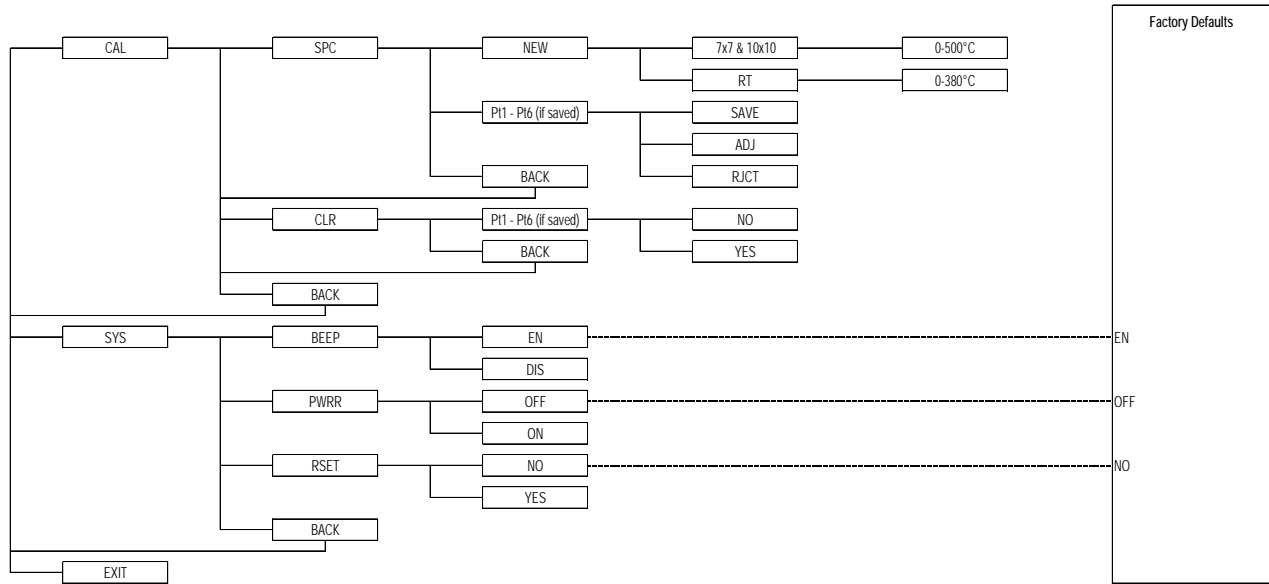 Factory Defaults
CAL
SPC
NEW
7x7 & 10x10
0-500°C
RT
0-380°C
Pt1 - Pt6 (if saved)
SAVE
ADJ
BACK
RJCT
CLR
Pt1 - Pt6 (if saved)
NO
BACK
YES
BACK
SYS
BEEP
EN
EN
DIS
PWRR
OFF
OFF
ON
RSET
NO
NO
YES
BACK
EXIT